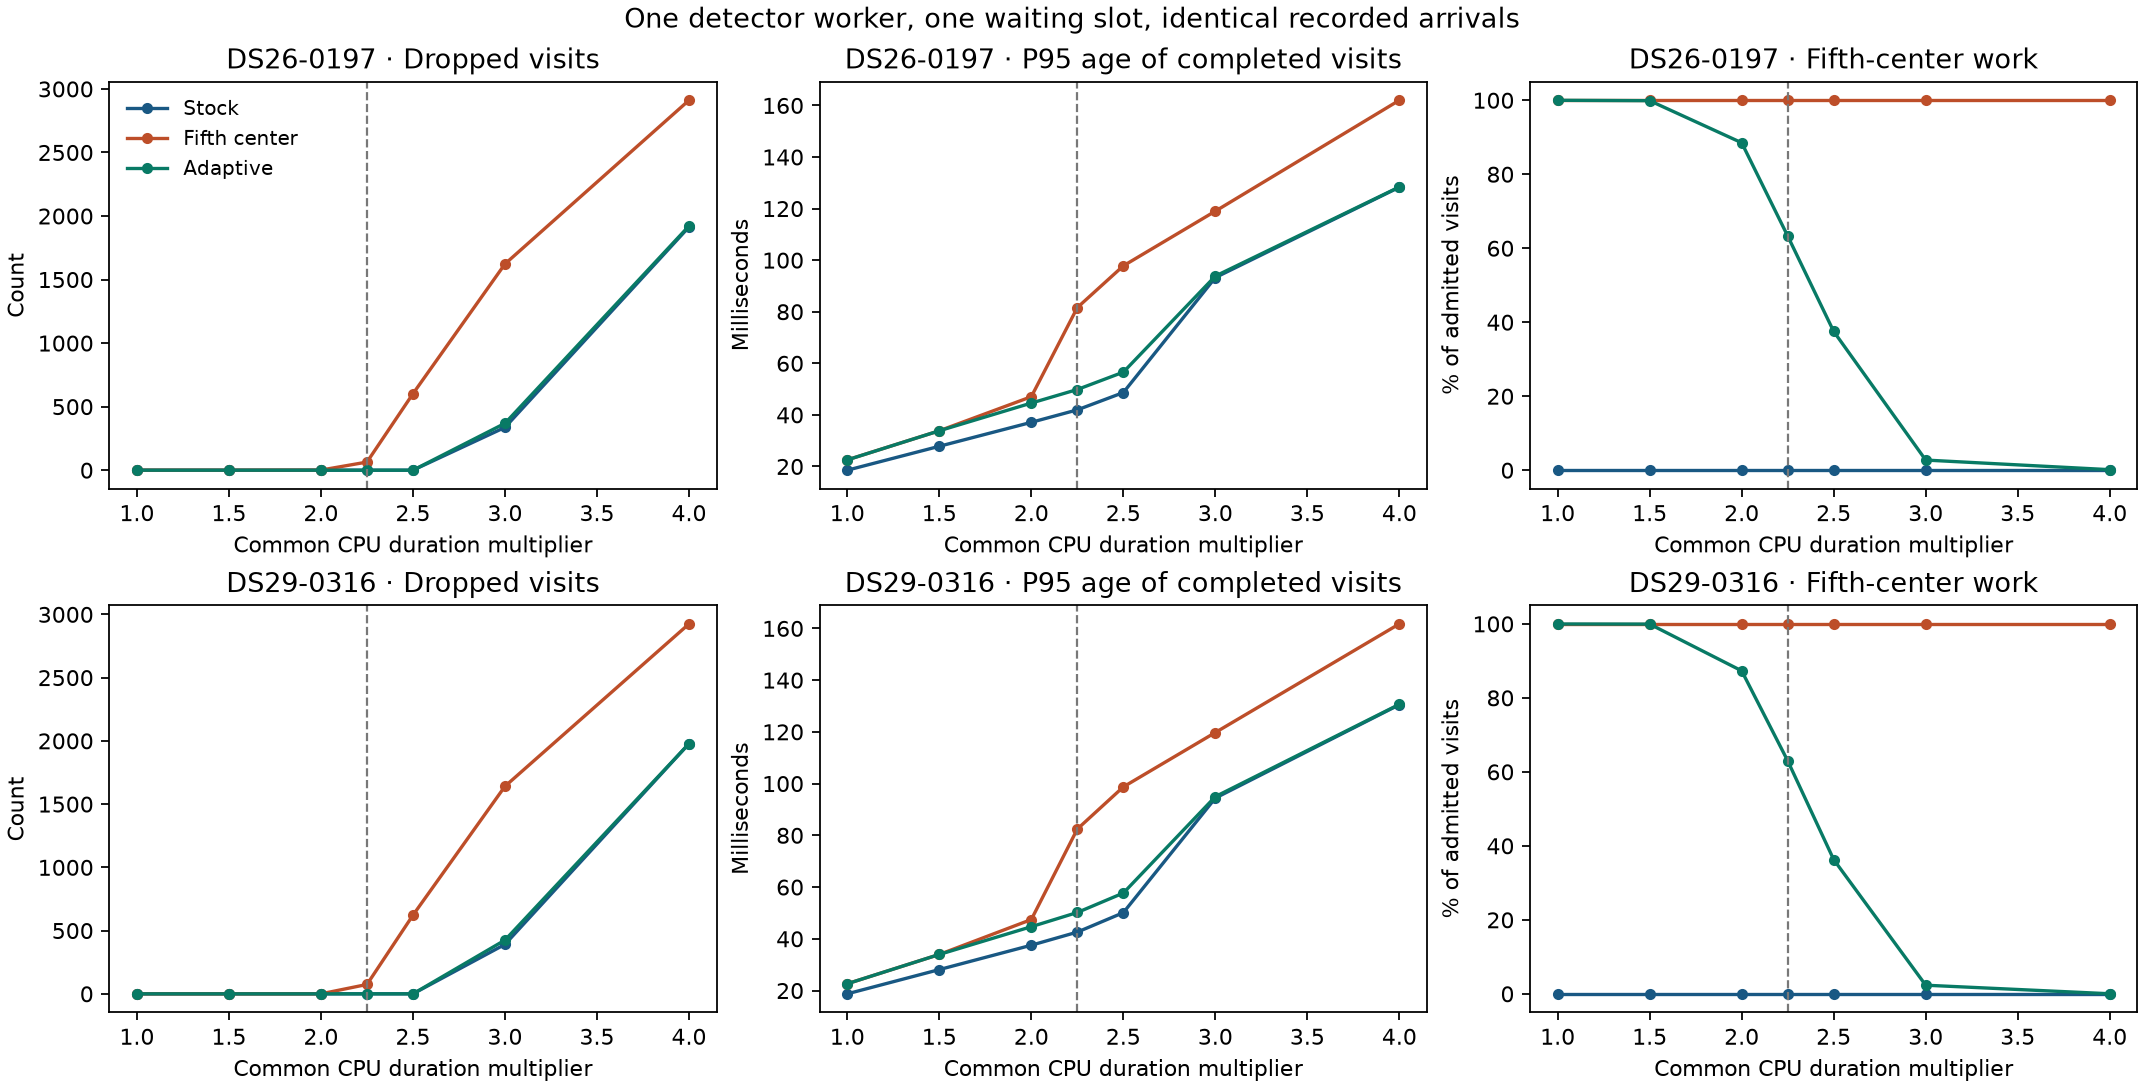 One detector worker, one waiting slot, identical recorded arrivals
DS26-0197 · Dropped visits
Count
3000
2500
2000
1500
1000
500
0
Stock
Fifth center
Adaptive
1.0 1.5 2.0 2.5 3.0 3.5 4.0
Common CPU duration multiplier
DS26-0197 · P95 age of completed visits
Milliseconds
160
140
120
100
80
60
40
20
1.0 1.5 2.0 2.5 3.0 3.5 4.0
Common CPU duration multiplier
DS26-0197 · Fifth-center work
% of admitted visits
100
80
60
40
20
0
1.0 1.5 2.0 2.5 3.0 3.5 4.0
Common CPU duration multiplier
DS29-0316 · Dropped visits
Count
3000
2500
2000
1500
1000
500
0
1.0 1.5 2.0 2.5 3.0 3.5 4.0
Common CPU duration multiplier
DS29-0316 · P95 age of completed visits
Milliseconds
160
140
120
100
80
60
40
20
1.0 1.5 2.0 2.5 3.0 3.5 4.0
Common CPU duration multiplier
DS29-0316 · Fifth-center work
% of admitted visits
100
80
60
40
20
0
1.0 1.5 2.0 2.5 3.0 3.5 4.0
Common CPU duration multiplier